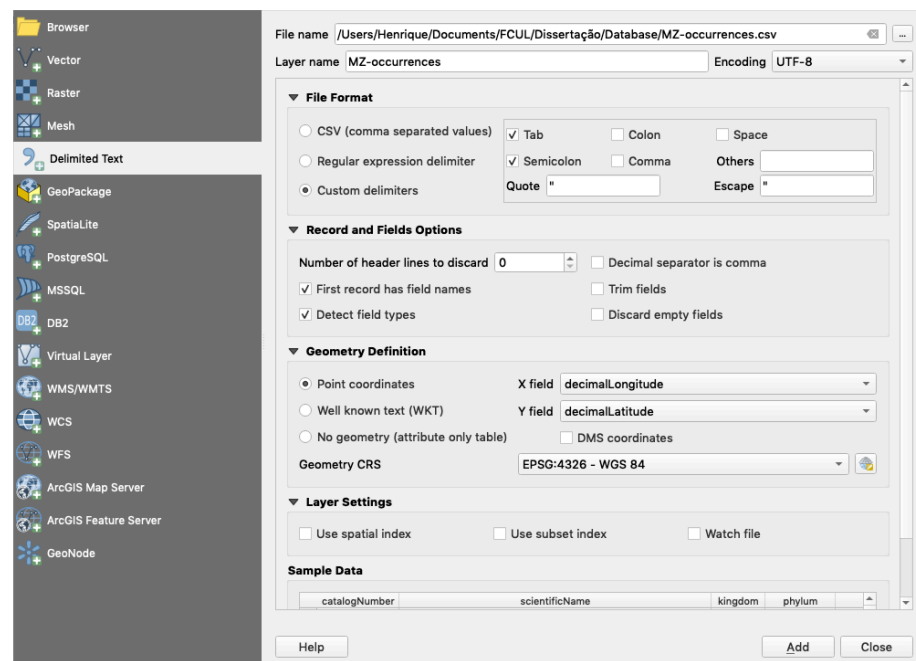 Browser
Vector
Raster
Mesh
Delimited Text
GeoPackage
SpatiaLite
PostgreSQL
MSSQL
DB2 DB2
Virtual Layer
WMS/WMTS
WCS
WFS
ArcGIS Map Server
ArcGIS Feature Server
GeoNode
File name /Users/Henrique/Documents/FCUL/Dissertação/Database/MZ-occurrences.csv ...
Layer name MZ-occurrences Encoding UTF-8
File Format
CSV (comma separated values) Tab Colon Space
Regular expression delimiter Semicolon Comma Others
Custom delimiters Quote " Escape "
Record and Fields Options
Number of header lines to discard 0 Decimal separator is comma
First record has field names Trim fields
Detect field types Discard empty fields
Geometry Definition
Point coordinates X field decimalLongitude
Well known text (WKT) Y field decimalLatitude
No geometry (attribute only table) DMS coordinates
Geometry CRS EPSG:4326 - WGS 84
Layer Settings
Use spatial index Use subset index Watch file
Sample Data
catalogNumber scientificName kingdom phylum
Help Add Close